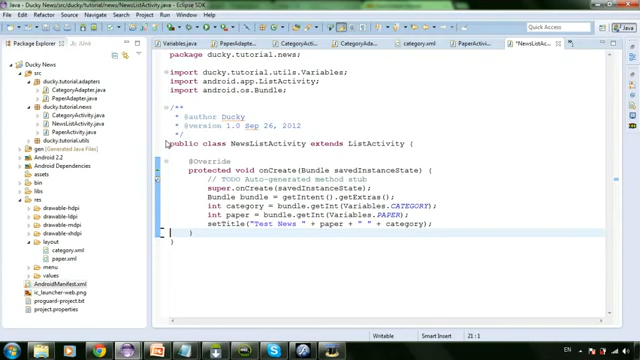 Java - Ducky News/src/ducky/tutorial/news/NewsListActivity.java - Eclipse SDK
File Edit Refactor Source Navigate Search Project Run Window Help
Quick Access
Java
Package Explorer
JUnit
Variables.java
PaperAdapte...
CategoryActi...
CategoryAda...
category.xml
PaperActivi...
*NewsListAc...
Ducky News
src
ducky.tutorial.adapters
CategoryAdapter.java
PaperAdapter.java
ducky.tutorial.news
CategoryActivity.java
NewsListActivity.java
PaperActivity.java
ducky.tutorial.utils
gen [Generated Java Files]
Android 2.2
Android Dependencies
assets
bin
libs
res
drawable-hdpi
drawable-ldpi
drawable-mdpi
drawable-xhdpi
layout
category.xml
paper.xml
menu
values
AndroidManifest.xml
ic_launcher-web.png
proguard-project.txt
project.properties
package ducky.tutorial.news;
import ducky.tutorial.utils.Variables;
import android.app.ListActivity;
import android.os.Bundle;
/**
* @author Ducky
* @version 1.0 Sep 26, 2012
*/
public class NewsListActivity extends ListActivity {
@Override
protected void onCreate(Bundle savedInstanceState) {
// TODO Auto-generated method stub
super.onCreate(savedInstanceState);
Bundle bundle = getIntent().getExtras();
int category = bundle.getInt(Variables.CATEGORY);
int paper = bundle.getInt(Variables.PAPER);
setTitle("Test News " + paper + " " + category);
}
}
Writable
Smart Insert
21 : 1
EN